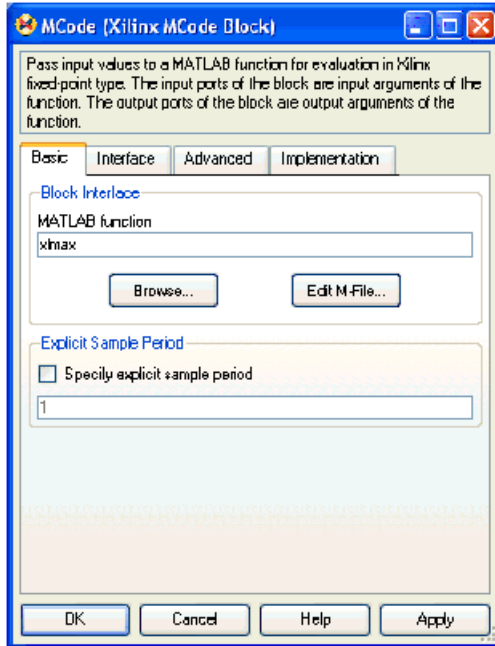 MCode (Xilinx MCode Block)
Pass input values to a MATLAB function for evaluation in Xilinx
fixed-point type. The input ports of the block are input arguments of the
function. The output ports of the block are output arguments of the
function.
Basic Interface Advanced Implementation
Block Interface
MATLAB function
xlmax
Browse... Edit M-File...
Explicit Sample Period
Specify explicit sample period
1
OK Cancel Help Apply